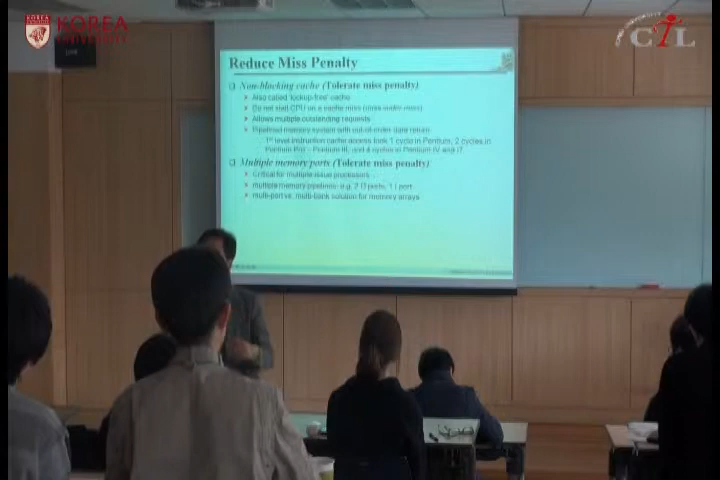 KOREA
UNIVERSITY
CTL
Reduce Miss Penalty
Non-blocking cache (Tolerate miss penalty)
Also called 'lockup-free' cache
Do not stall CPU on a cache miss (miss under miss)
Allows multiple outstanding requests
Pipelined memory system with out-of-order data return
1st level instruction cache access took 1 cycle in Pentium, 2 cycles in
Pentium Pro ~ Pentium III, and 4 cycles in Pentium IV and i7
Multiple memory ports (Tolerate miss penalty)
Critical for multiple issue processors
multiple memory pipelines: e.g. 2 D ports, 1 I port
multi-port vs. multi-bank solution for memory arrays